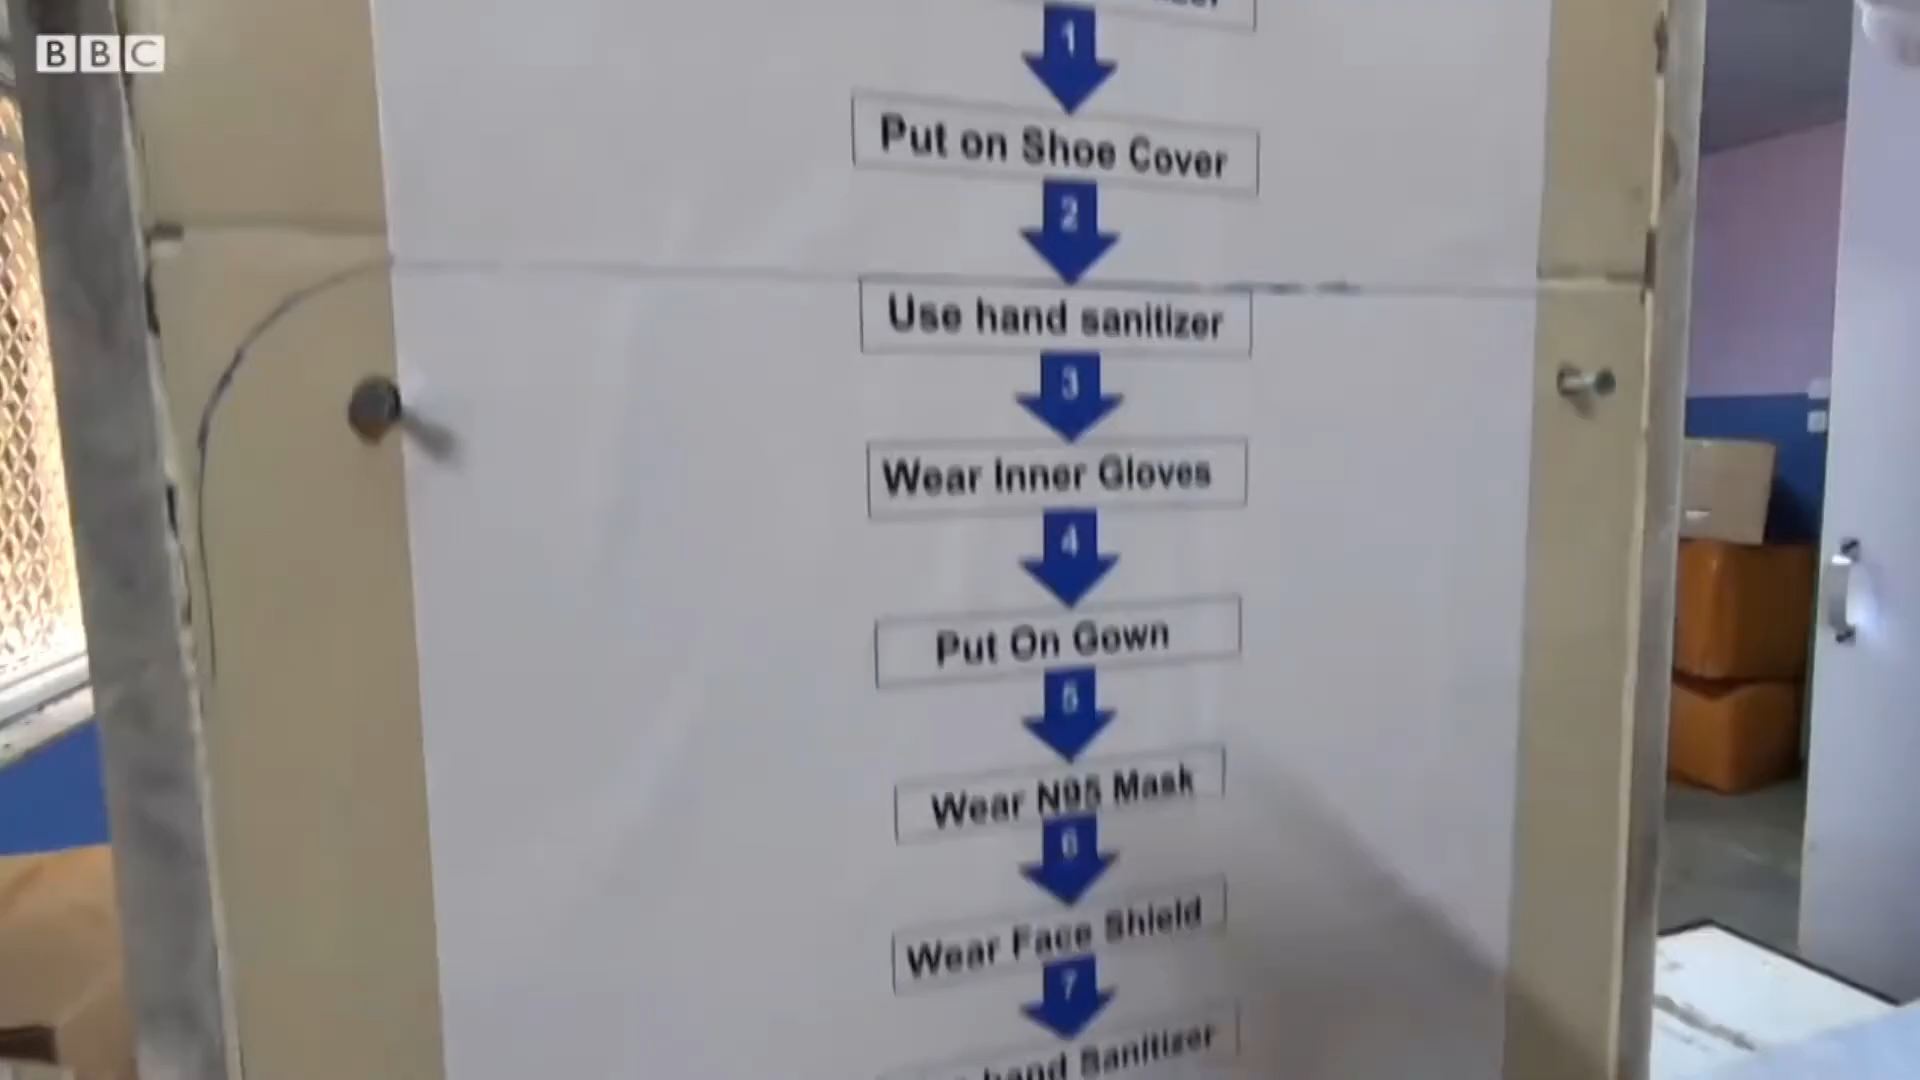 BBC
1
Put on Shoe Cover
2
Use hand sanitizer
3
Wear Inner Gloves
4
Put On Gown
5
Wear N95 Mask
6
Wear Face Shield
7
hand Sanitizer